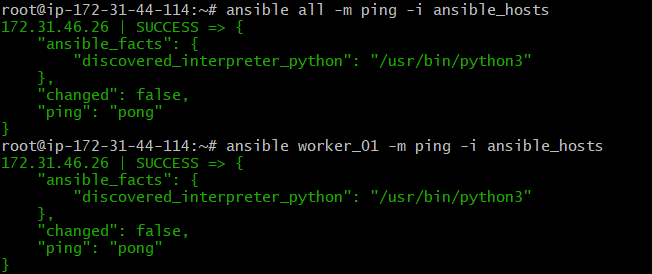 root@ip-172-31-44-114:~# ansible all -m ping -i ansible_hosts
172.31.46.26 | SUCCESS => {
    "ansible_facts": {
        "discovered_interpreter_python": "/usr/bin/python3"
    },
    "changed": false,
    "ping": "pong"
}
root@ip-172-31-44-114:~# ansible worker_01 -m ping -i ansible_hosts
172.31.46.26 | SUCCESS => {
    "ansible_facts": {
        "discovered_interpreter_python": "/usr/bin/python3"
    },
    "changed": false,
    "ping": "pong"
}